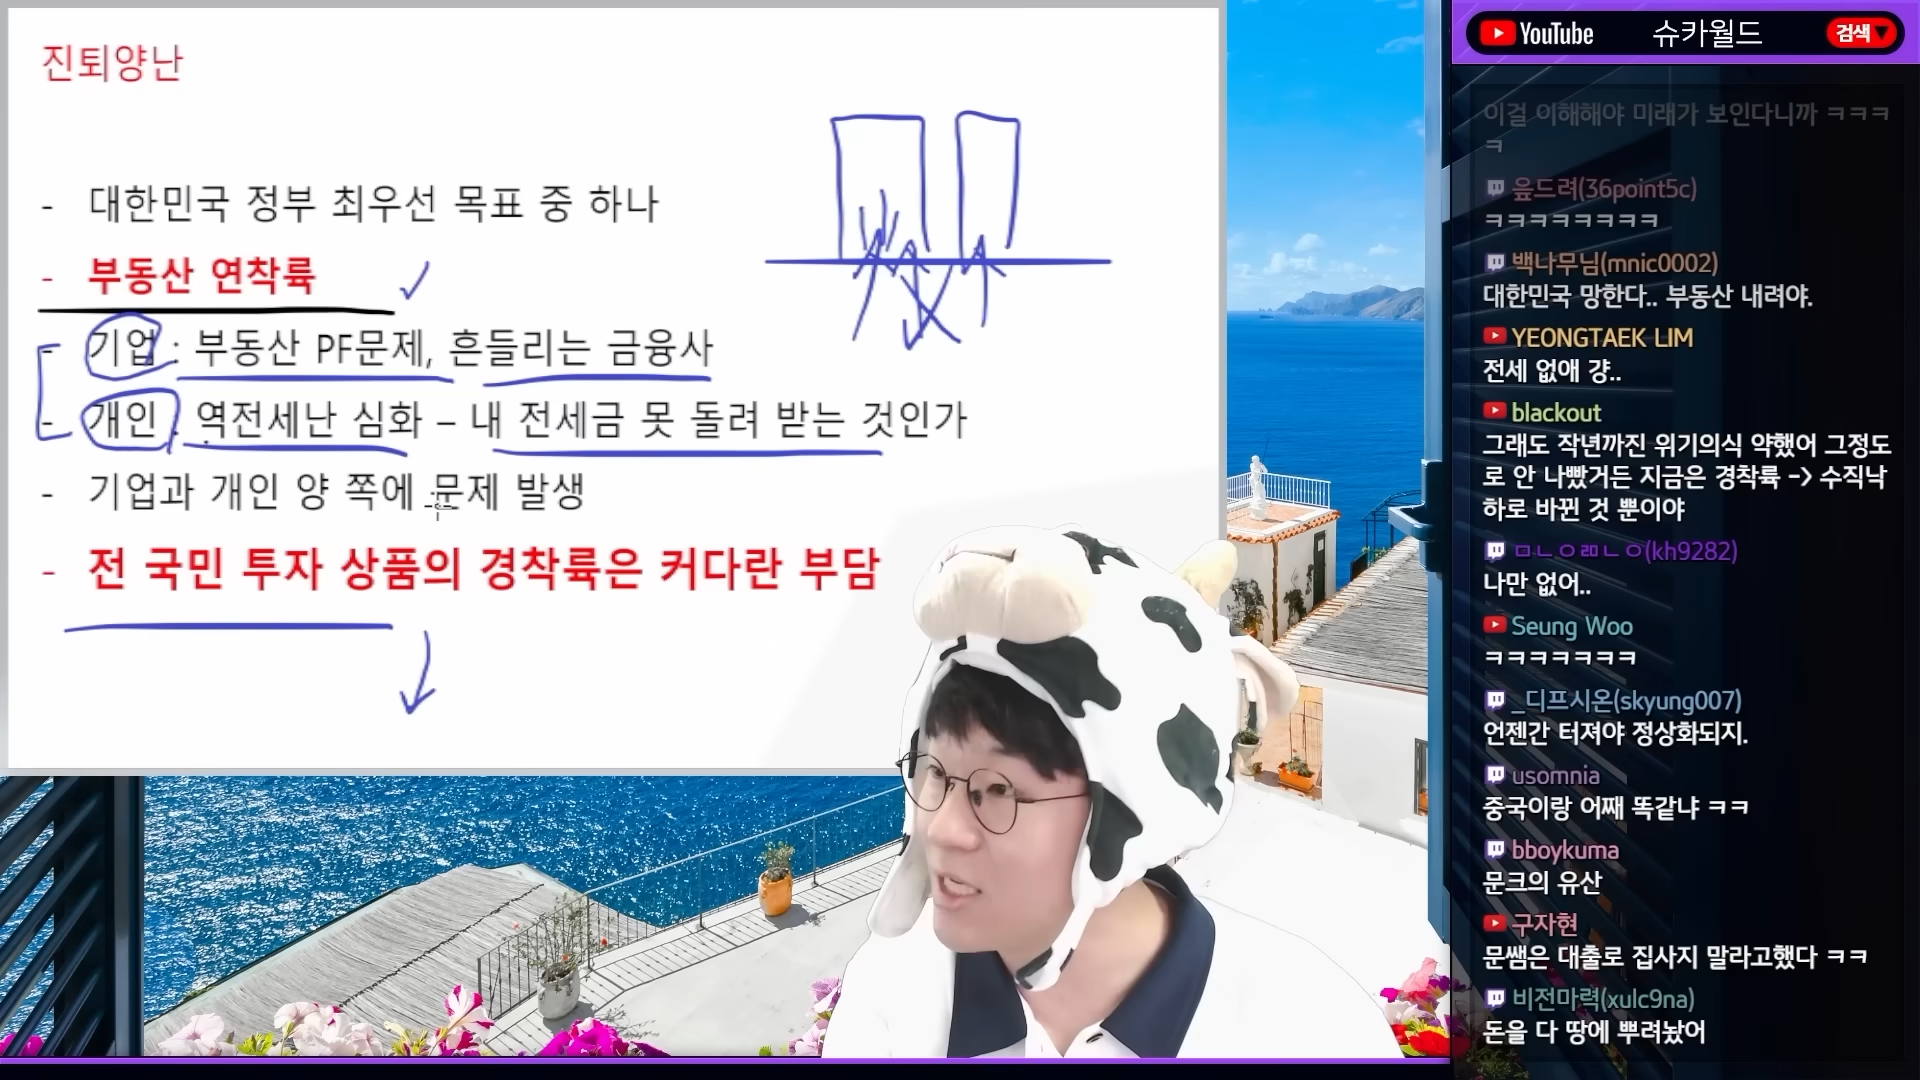 진퇴양난
- 대한민국 정부 최우선 목표 중 하나
- 부동산 연착륙
- 기업 : 부동산 PF문제, 흔들리는 금융사
- 개인 : 역전세난 심화 – 내 전세금 못 돌려 받는 것인가
- 기업과 개인 양 쪽에 문제 발생
- 전 국민 투자 상품의 경착륙은 커다란 부담
YouTube 슈카월드 검색
이걸 이해해야 미래가 보인다니까 ㅋㅋㅋ
ㅋ
읊드려(36point5c)
ㅋㅋㅋㅋㅋㅋㅋㅋ
백나무님(mnic0002)
대한민국 망한다.. 부동산 내려야.
YEONGTAEK LIM
전세 없애 걍..
blackout
그래도 작년까진 위기의식 약했어 그정도
로 안 나빴거든 지금은 경착륙 -> 수직낙
하로 바뀐 것 뿐이야
ㅁㄴㅇㄻㄴㅇ(kh9282)
나만 없어..
Seung Woo
ㅋㅋㅋㅋㅋㅋㅋ
_디프시온(skyung007)
언젠간 터져야 정상화되지.
usomnia
중국이랑 어째 똑같냐 ㅋㅋ
bboykuma
문크의 유산
구자현
문쌤은 대출로 집사지 말라고했다 ㅋㅋ
비전마력(xulc9na)
돈을 다 땅에 뿌려놨어